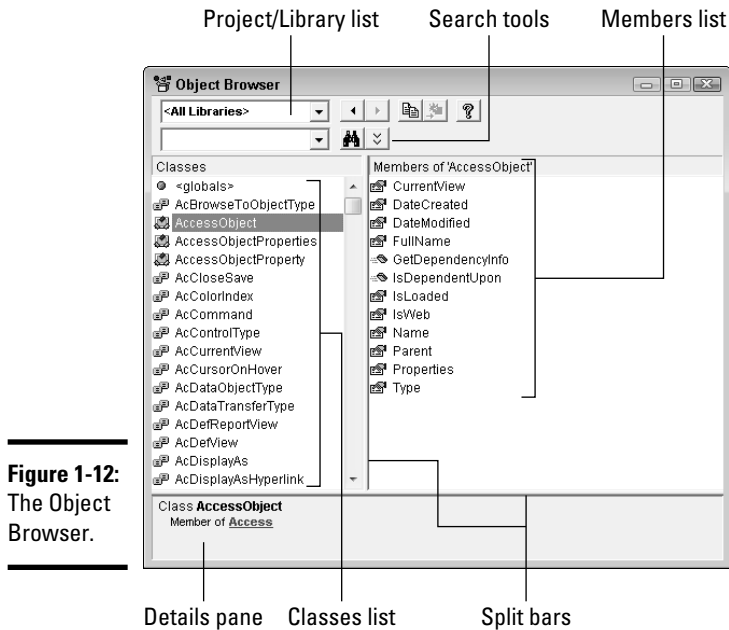 Project/Library list
Search tools
Members list
Object Browser
<All Libraries>
Classes
Members of 'AccessObject'
<globals>
AcBrowseToObjectType
AccessObject
AccessObjectProperties
AccessObjectProperty
AcCloseSave
AcColorIndex
AcCommand
AcControlType
AcCurrentView
AcCursorOnHover
AcDataObjectType
AcDataTransferType
AcDefReportView
AcDefView
AcDisplayAs
AcDisplayAsHyperlink
CurrentView
DateCreated
DateModified
FullName
GetDependencyInfo
IsDependentUpon
IsLoaded
IsWeb
Name
Parent
Properties
Type
Class AccessObject
Member of Access
Figure 1-12:
The Object
Browser.
Details pane
Classes list
Split bars